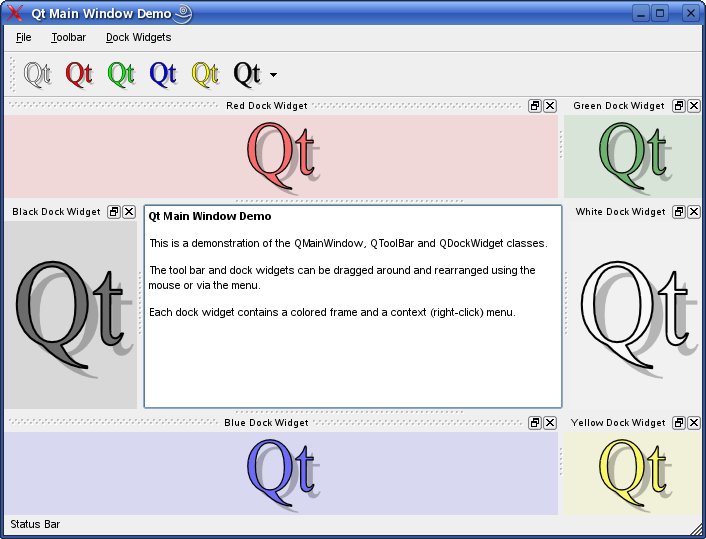 Qt Main Window Demo
File Toolbar Dock Widgets
Qt Qt Qt Qt Qt Qt
Red Dock Widget Green Dock Widget
Qt Qt
Black Dock Widget White Dock Widget
Qt Qt
Qt Main Window Demo
This is a demonstration of the QMainWindow, QToolBar and QDockWidget classes.
The tool bar and dock widgets can be dragged around and rearranged using the
mouse or via the menu.
Each dock widget contains a colored frame and a context (right-click) menu.
Blue Dock Widget Yellow Dock Widget
Qt Qt
Status Bar